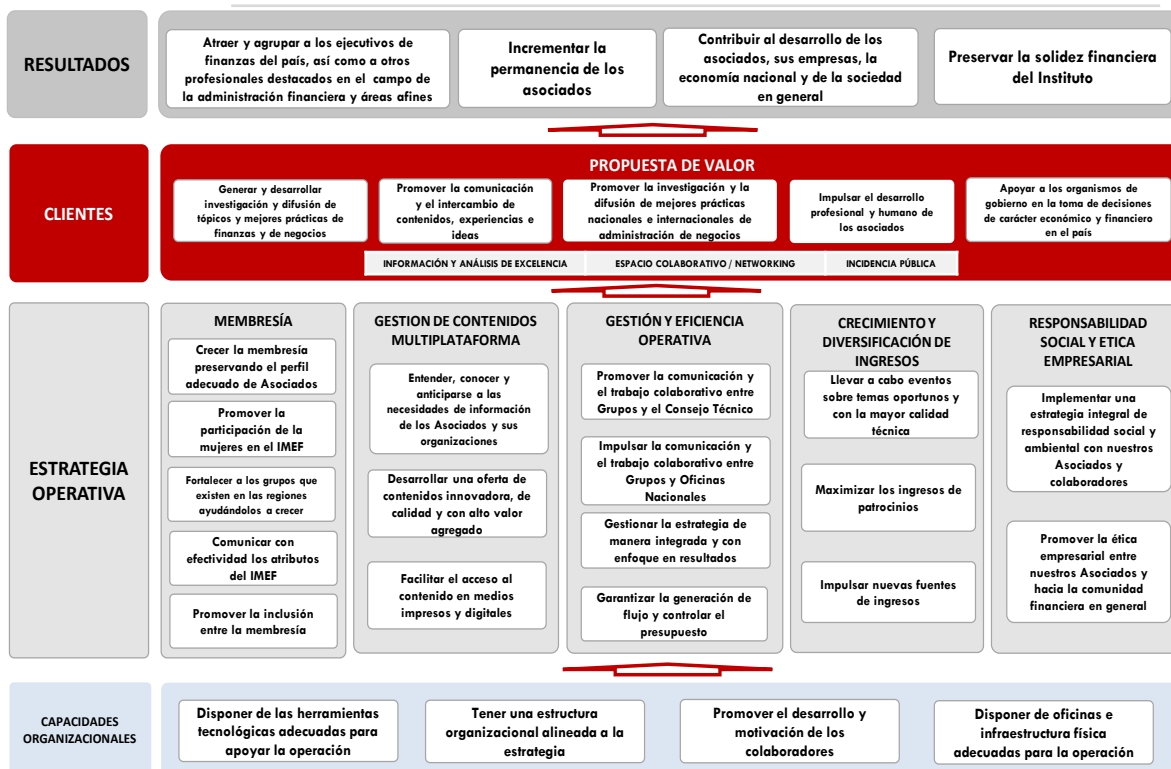 RESULTADOS
Atraer y agrupar a los ejecutivos de
finanzas del país, así como a otros
profesionales destacados en el campo de
la administración financiera y áreas afines
Incrementar la
permanencia de los
asociados
Contribuir al desarrollo de los
asociados, sus empresas, la
economía nacional y de la sociedad
en general
Preservar la solidez financiera
del Instituto
CLIENTES
PROPUESTA DE VALOR
Generar y desarrollar
investigación y difusión de
tópicos y mejores prácticas de
finanzas y de negocios
Promover la comunicación
y el intercambio de
contenidos, experiencias e
ideas
Promover la investigación y la
difusión de mejores prácticas
nacionales e internacionales de
administración de negocios
Impulsar el desarrollo
profesional y humano de
los asociados
Apoyar a los organismos de
gobierno en la toma de decisiones
de carácter económico y financiero
en el país
INFORMACIÓN Y ANÁLISIS DE EXCELENCIA
ESPACIO COLABORATIVO / NETWORKING
INCIDENCIA PÚBLICA
ESTRATEGIA
OPERATIVA
MEMBRESÍA
Crecer la membresía
preservando el perfil
adecuado de Asociados
Promover la
participación de la
mujeres en el IMEF
Fortalecer a los grupos que
existen en las regiones
ayudándolos a crecer
Comunicar con
efectividad los atributos
del IMEF
Promover la inclusión
entre la membresía
GESTION DE CONTENIDOS
MULTIPLATAFORMA
Entender, conocer y
anticiparse a las
necesidades de información
de los Asociados y sus
organizaciones
Desarrollar una oferta de
contenidos innovadora, de
calidad y con alto valor
agregado
Facilitar el acceso al
contenido en medios
impresos y digitales
GESTIÓN Y EFICIENCIA
OPERATIVA
Promover la comunicación y
el trabajo colaborativo entre
Grupos y el Consejo Técnico
Impulsar la comunicación y
el trabajo colaborativo entre
Grupos y Oficinas
Nacionales
Gestionar la estrategia de
manera integrada y con
enfoque en resultados
Garantizar la generación de
flujo y controlar el
presupuesto
CRECIMIENTO Y
DIVERSIFICACIÓN DE
INGRESOS
Llevar a cabo eventos
sobre temas oportunos y
con la mayor calidad
técnica
Maximizar los ingresos de
patrocinios
Impulsar nuevas fuentes
de ingresos
RESPONSABILIDAD
SOCIAL Y ETICA
EMPRESARIAL
Implementar una
estrategia integral de
responsabilidad social y
ambiental con nuestros
Asociados y
colaboradores
Promover la ética
empresarial entre
nuestros Asociados y
hacia la comunidad
financiera en general
CAPACIDADES
ORGANIZACIONALES
Disponer de las herramientas
tecnológicas adecuadas para
apoyar la operación
Tener una estructura
organizacional alineada a la
estrategia
Promover el desarrollo y
motivación de los
colaboradores
Disponer de oficinas e
infraestructura física
adecuadas para la operación